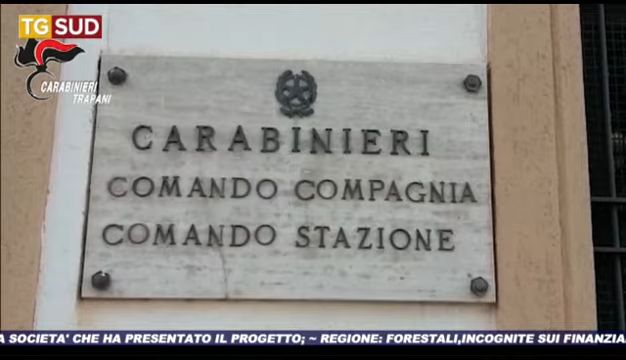 TG SUD
CARABINIERI
TRAPANI
CARABINIERI
COMANDO COMPAGNIA
COMANDO STAZIONE
A SOCIETA' CHE HA PRESENTATO IL PROGETTO; ~ REGIONE: FORESTALI,INCOGNITE SUI FINANZIA